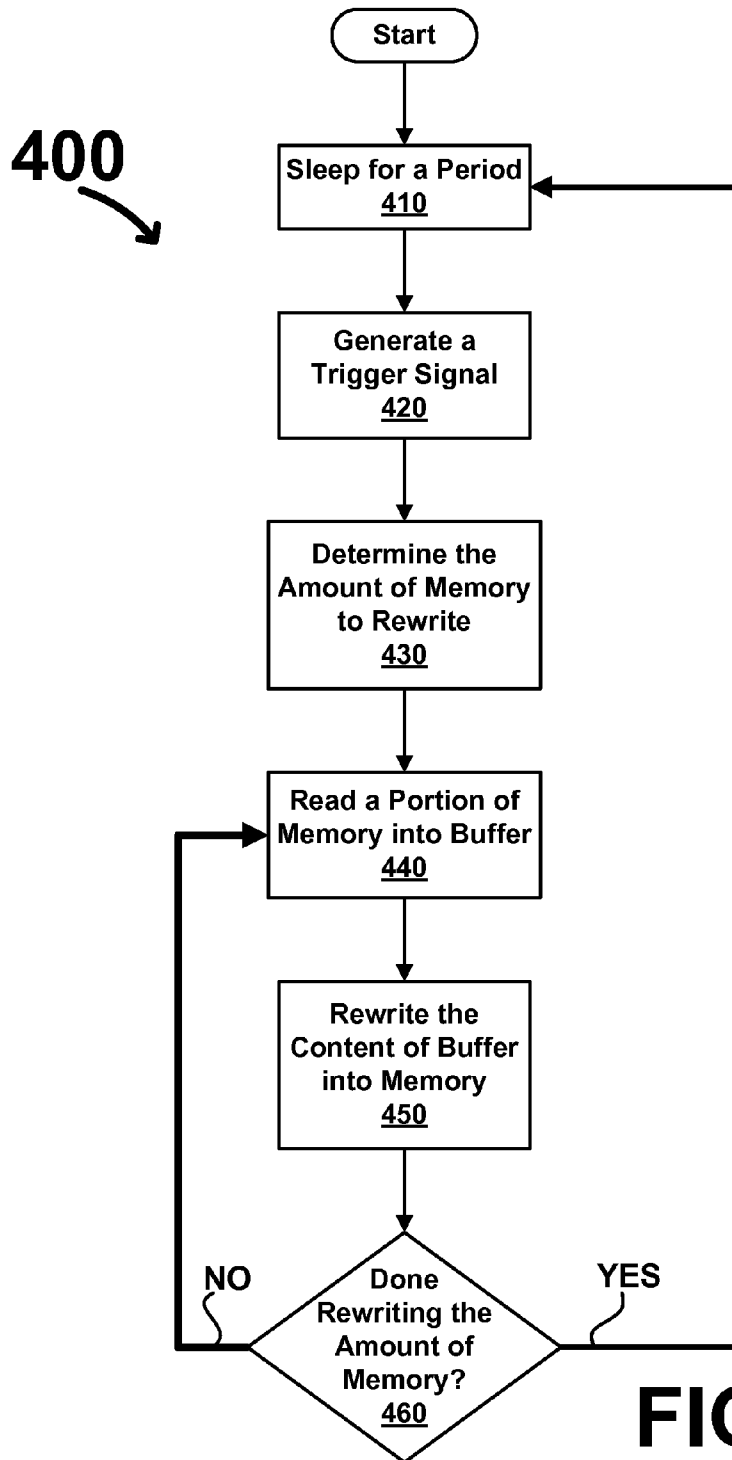 Start
400
Sleep for a Period
410
Generate a
Trigger Signal
420
Determine the
Amount of Memory
to Rewrite
430
Read a Portion of
Memory into Buffer
440
Rewrite the
Content of Buffer
into Memory
450
NO
YES
Done
Rewriting the
Amount of
Memory?
460